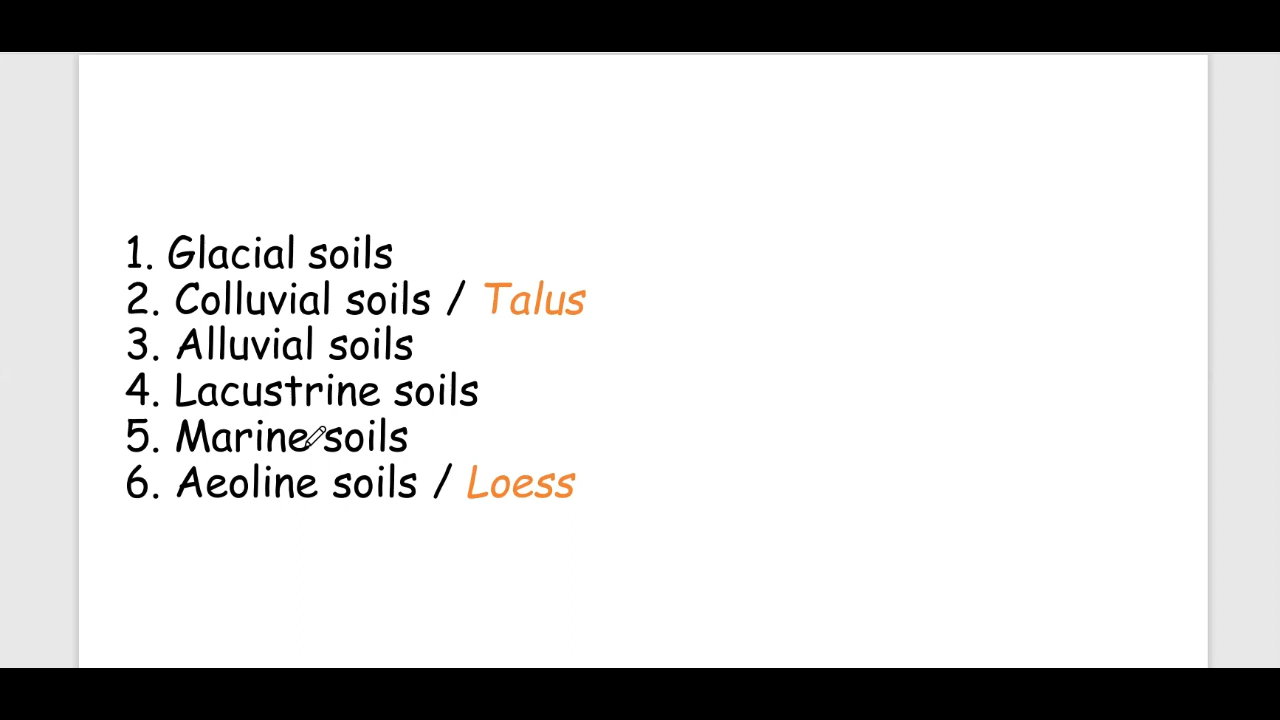 1. Glacial soils
2. Colluvial soils / Talus
3. Alluvial soils
4. Lacustrine soils
5. Marine soils
6. Aeoline soils / Loess